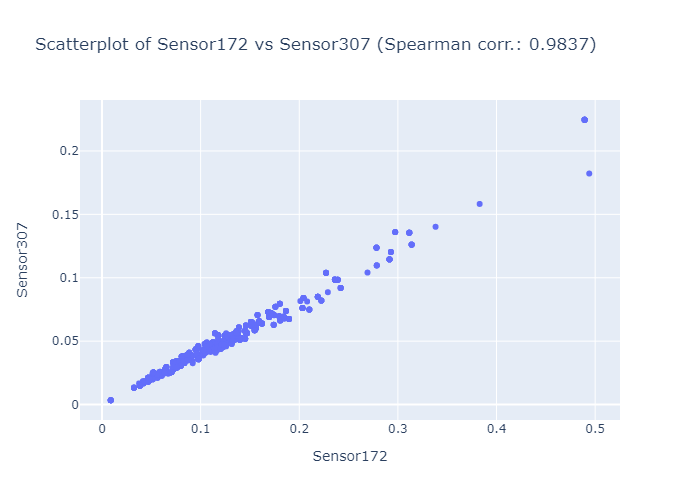 Scatterplot of Sensor172 vs Sensor307 (Spearman corr.: 0.9837)
0.2
0.15
0.1
0.05
0
Sensor307
0 0.1 0.2 0.3 0.4 0.5
Sensor172